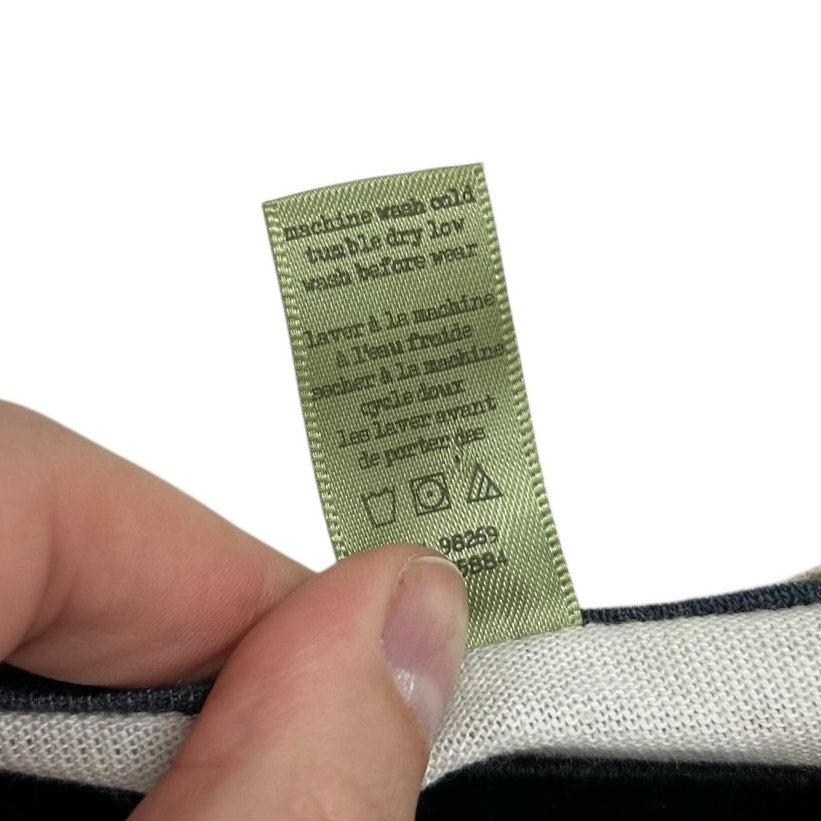 machine wash cold
tumble dry low
wash before wear
laver à la machine
à l'eau froide
secher à la machine
cycle doux
les laver avant
de porter des
98269
5884